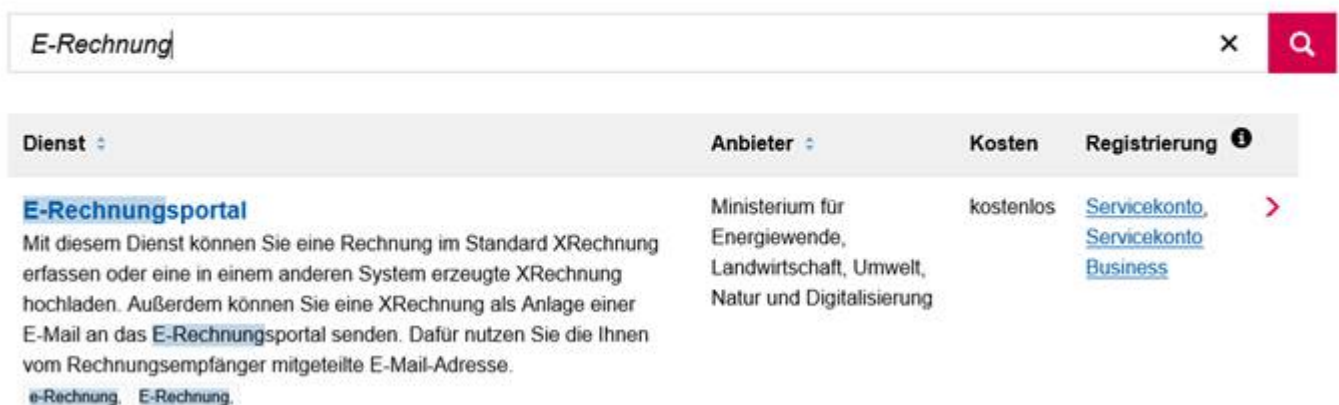 E-Rechnung
Dienst Anbieter Kosten Registrierung
E-Rechnungsportal
Mit diesem Dienst können Sie eine Rechnung im Standard XRechnung
erfassen oder eine in einem anderen System erzeugte XRechnung
hochladen. Außerdem können Sie eine XRechnung als Anlage einer
E-Mail an das E-Rechnungsportal senden. Dafür nutzen Sie die Ihnen
vom Rechnungsempfänger mitgeteilte E-Mail-Adresse.
e-Rechnung, E-Rechnung,
Ministerium für
Energiewende,
Landwirtschaft, Umwelt,
Natur und Digitalisierung
kostenlos
Servicekonto,
Servicekonto
Business